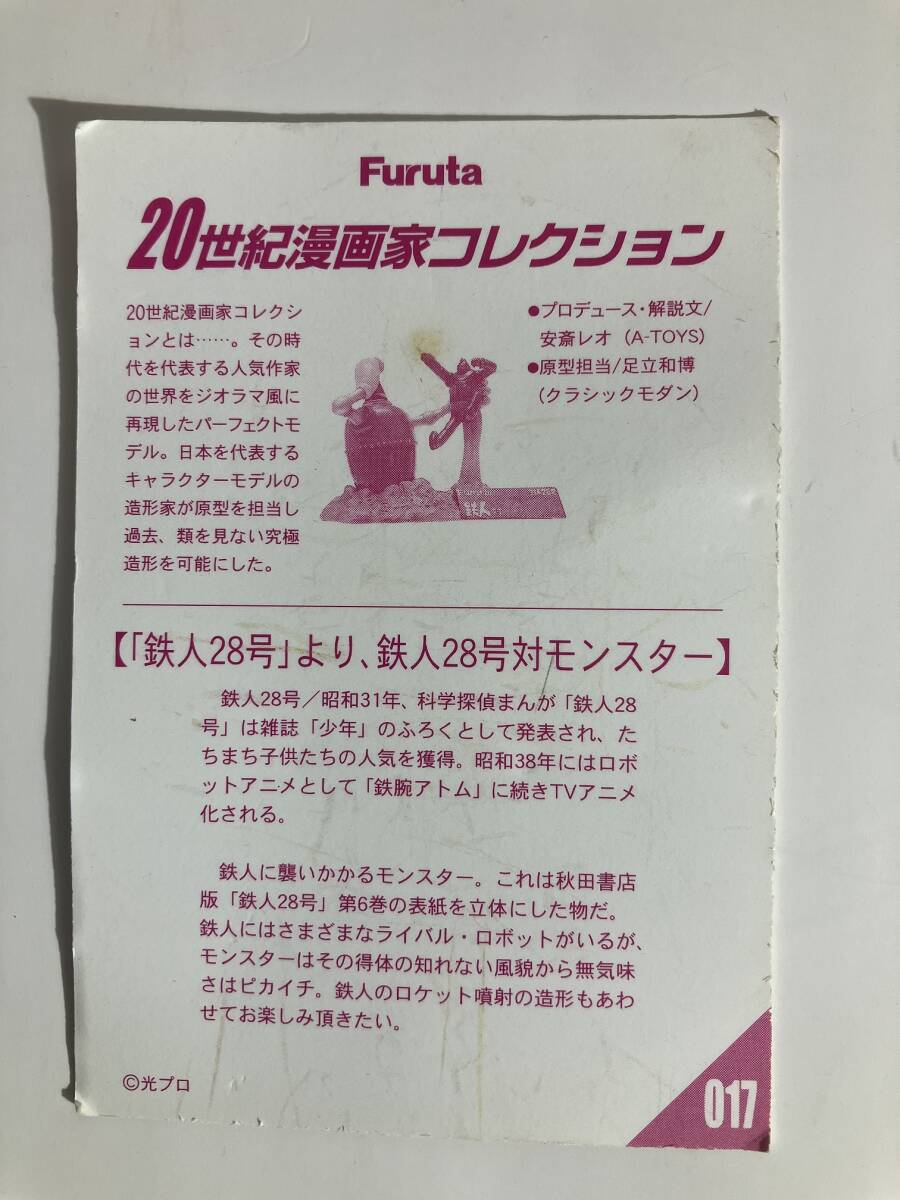 Furuta
20世紀漫画家コレクション
20世紀漫画家コレクシ
ョンとは……。その時
代を代表する人気作家
の世界をジオラマ風に
再現したパーフェクトモ
デル。日本を代表する
キャラクターモデルの
造形家が原型を担当し
過去、類を見ない究極
造形を可能にした。
●プロデュース・解説文/
安斎レオ（A-TOYS）
●原型担当/足立和博
（クラシックモダン）
鉄人
【「鉄人28号」より、鉄人28号対モンスター】
鉄人28号／昭和31年、科学探偵まんが「鉄人28
号」は雑誌「少年」のふろくとして発表され、た
ちまち子供たちの人気を獲得。昭和38年にはロボ
ットアニメとして「鉄腕アトム」に続きTVアニメ
化される。
鉄人に襲いかかるモンスター。これは秋田書店
版「鉄人28号」第6巻の表紙を立体にした物だ。
鉄人にはさまざまなライバル・ロボットがいるが、
モンスターはその得体の知れない風貌から無気味
さはピカイチ。鉄人のロケット噴射の造形もあわ
せてお楽しみ頂きたい。
©光プロ
017